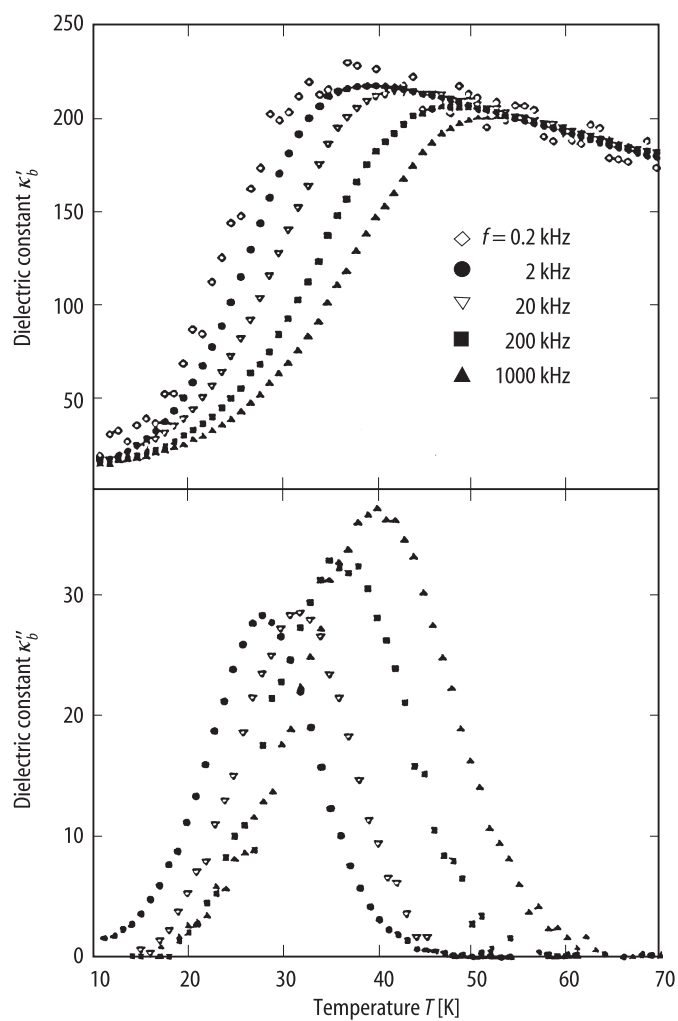 250
200
150
100
50
Dielectric constant κ′b
f = 0.2 kHz
2 kHz
20 kHz
200 kHz
1000 kHz
30
20
10
0
Dielectric constant κ″b
10 20 30 40 50 60 70
Temperature T [K]